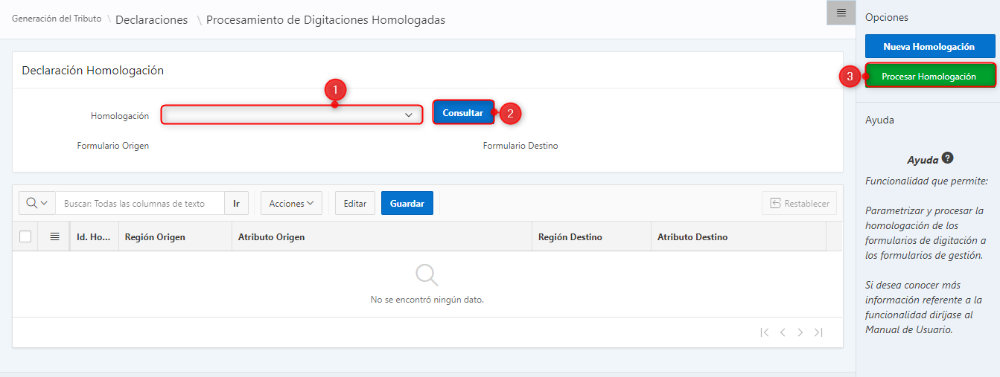 Generación del Tributo \ Declaraciones \ Procesamiento de Digitaciones Homologadas
Opciones
Nueva Homologación
3 Procesar Homologación
Declaración Homologación
1
Homologación
Consultar 2
Formulario Origen Formulario Destino
Ayuda
Ayuda ?
Funcionalidad que permite:
Parametrizar y procesar la
homologación de los
formularios de digitación a
los formularios de gestión.
Si desea conocer más
información referente a la
funcionalidad diríjase al
Manual de Usuario.
Buscar: Todas las columnas de texto Ir Acciones Editar Guardar Restablecer
Id. Ho... Región Origen Atributo Origen Región Destino Atributo Destino
No se encontró ningún dato.